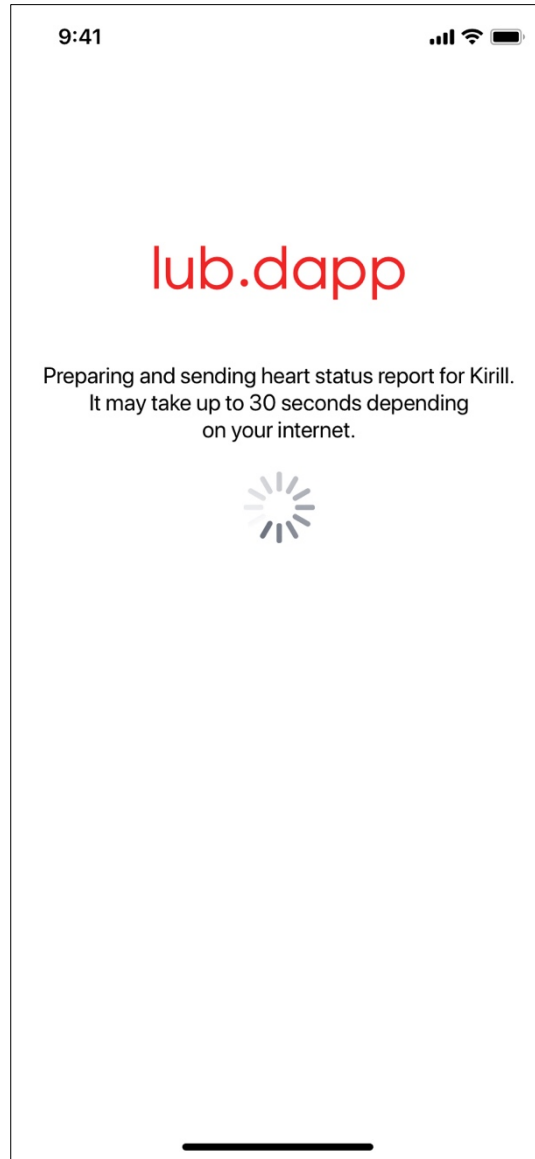 9:41
lub.dapp
Preparing and sending heart status report for Kirill.
It may take up to 30 seconds depending
on your internet.